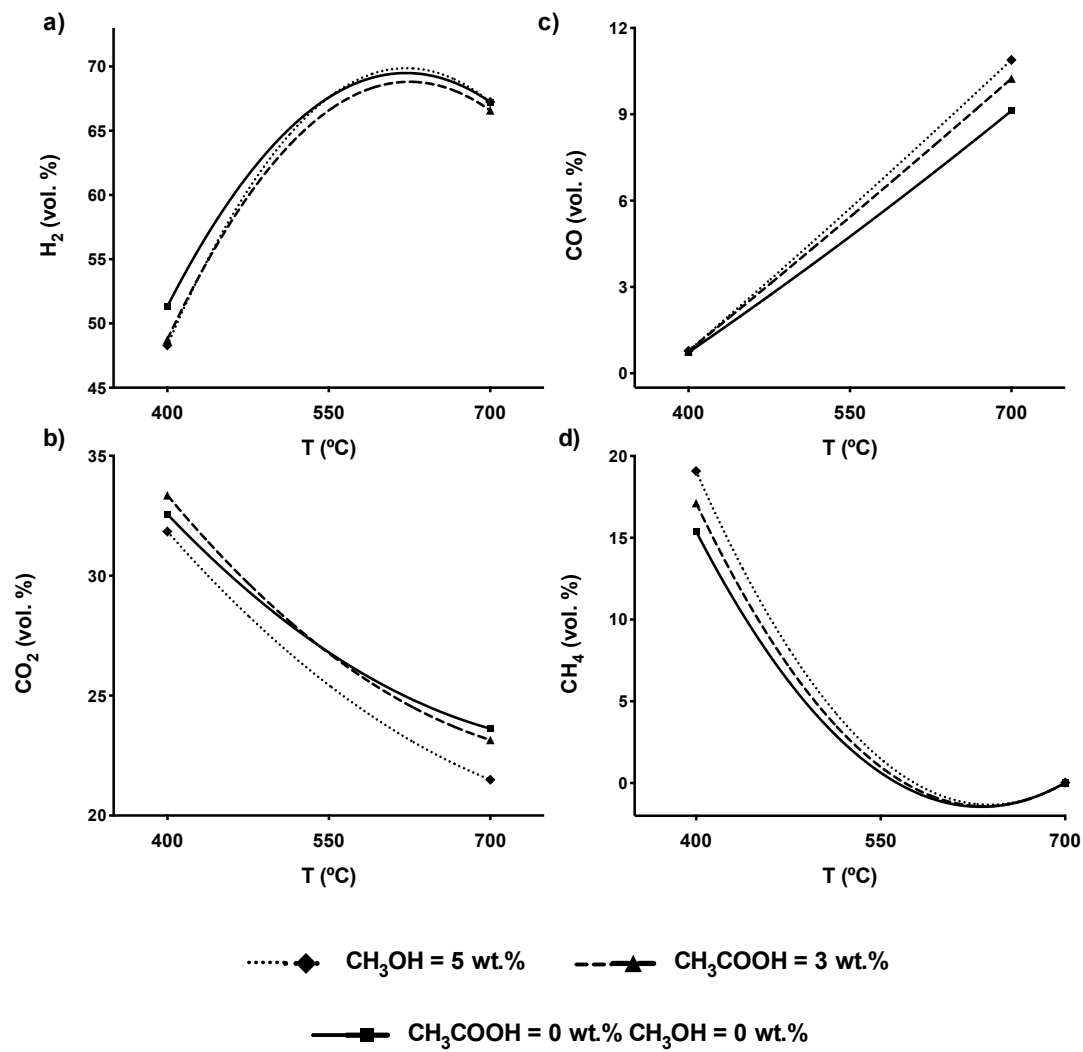 a)
70
65
60
55
50
45
H2 (vol. %)
400 550 700
T (ºC)
c)
12
9
6
3
0
CO (vol. %)
400 550 700
T (ºC)
b)
35
30
25
20
CO2 (vol. %)
400 550 700
T (ºC)
d)
20
15
10
5
0
CH4 (vol. %)
400 550 700
T (ºC)
CH3OH = 5 wt.% CH3COOH = 3 wt.%
CH3COOH = 0 wt.% CH3OH = 0 wt.%